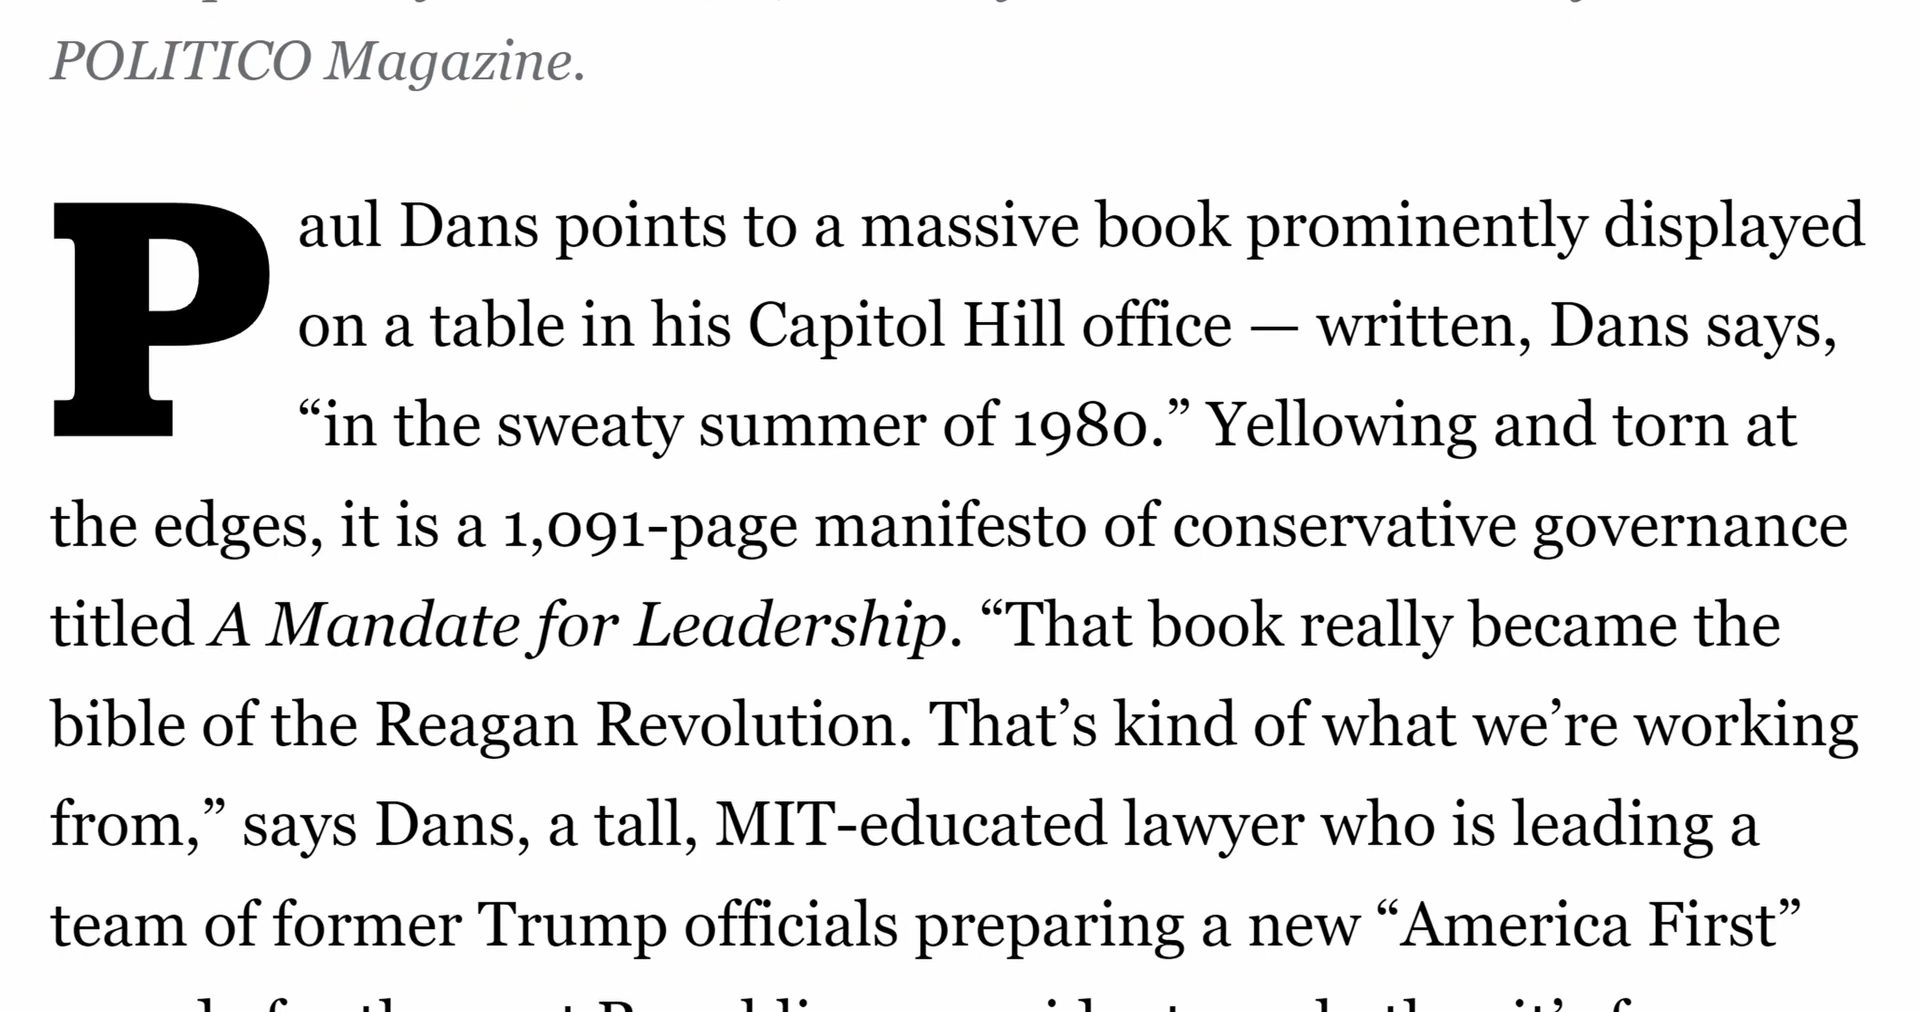 POLITICO Magazine.
Paul Dans points to a massive book prominently displayed
on a table in his Capitol Hill office — written, Dans says,
“in the sweaty summer of 1980.” Yellowing and torn at
the edges, it is a 1,091-page manifesto of conservative governance
titled A Mandate for Leadership. “That book really became the
bible of the Reagan Revolution. That’s kind of what we’re working
from,” says Dans, a tall, MIT-educated lawyer who is leading a
team of former Trump officials preparing a new “America First”